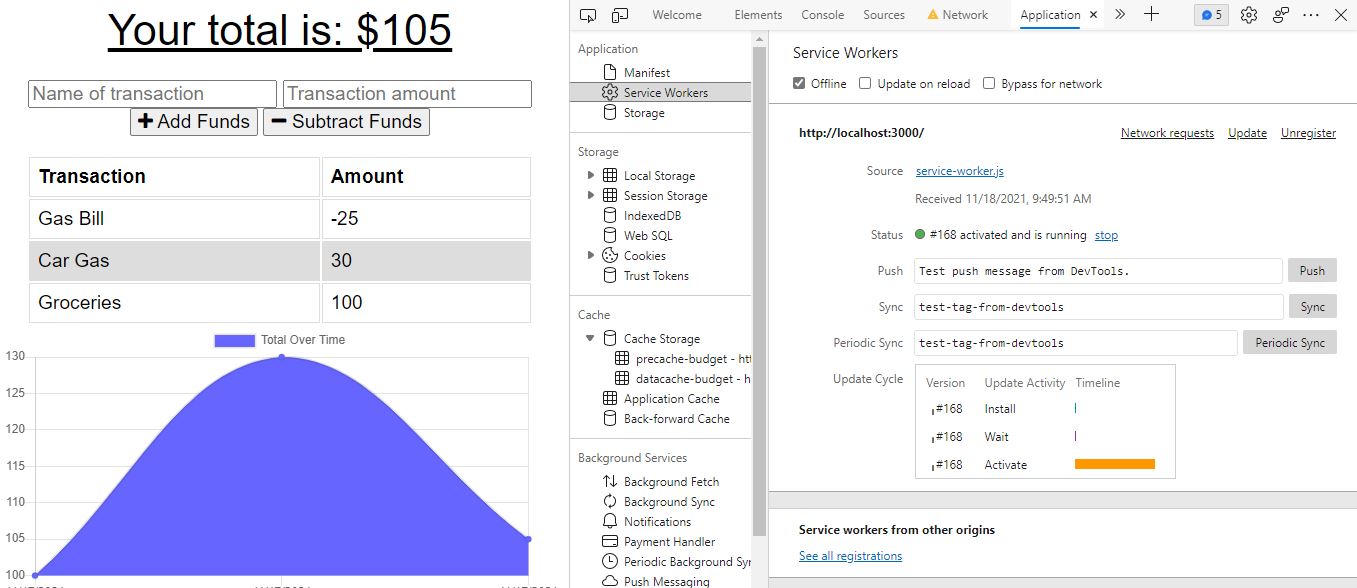 Your total is: $105
Name of transaction Transaction amount
Add Funds Subtract Funds
Transaction Amount
Gas Bill -25
Car Gas 30
Groceries 100
Total Over Time
130
125
120
115
110
105
100
Welcome Elements Console Sources Network Application 5
Application
Manifest
Service Workers
Storage
Storage
Local Storage
Session Storage
IndexedDB
Web SQL
Cookies
Trust Tokens
Cache
Cache Storage
precache-budget - htt
datacache-budget - h
Application Cache
Back-forward Cache
Background Services
Background Fetch
Background Sync
Notifications
Payment Handler
Periodic Background Syn
Push Messaging
Service Workers
Offline Update on reload Bypass for network
http://localhost:3000/ Network requests Update Unregister
Source service-worker.js
Received 11/18/2021, 9:49:51 AM
Status #168 activated and is running stop
Push Test push message from DevTools. Push
Sync test-tag-from-devtools Sync
Periodic Sync test-tag-from-devtools Periodic Sync
Update Cycle Version Update Activity Timeline
#168 Install
#168 Wait
#168 Activate
Service workers from other origins
See all registrations